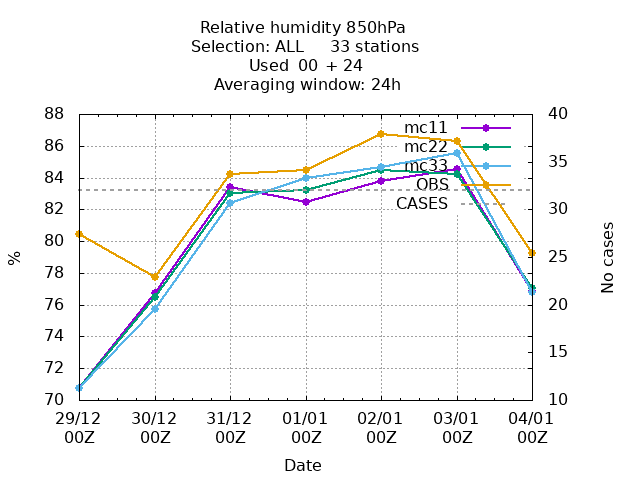 Relative humidity 850hPa
Selection: ALL 33 stations
Used 00 + 24
Averaging window: 24h
88 40
mc11
86 mc22
35
mc33
84 OBS
CASES
82 30
80
% No cases
25
78
76 20
74
15
72
70 10
29/12 30/12 31/12 01/01 02/01 03/01 04/01
00Z 00Z 00Z 00Z 00Z 00Z 00Z
Date